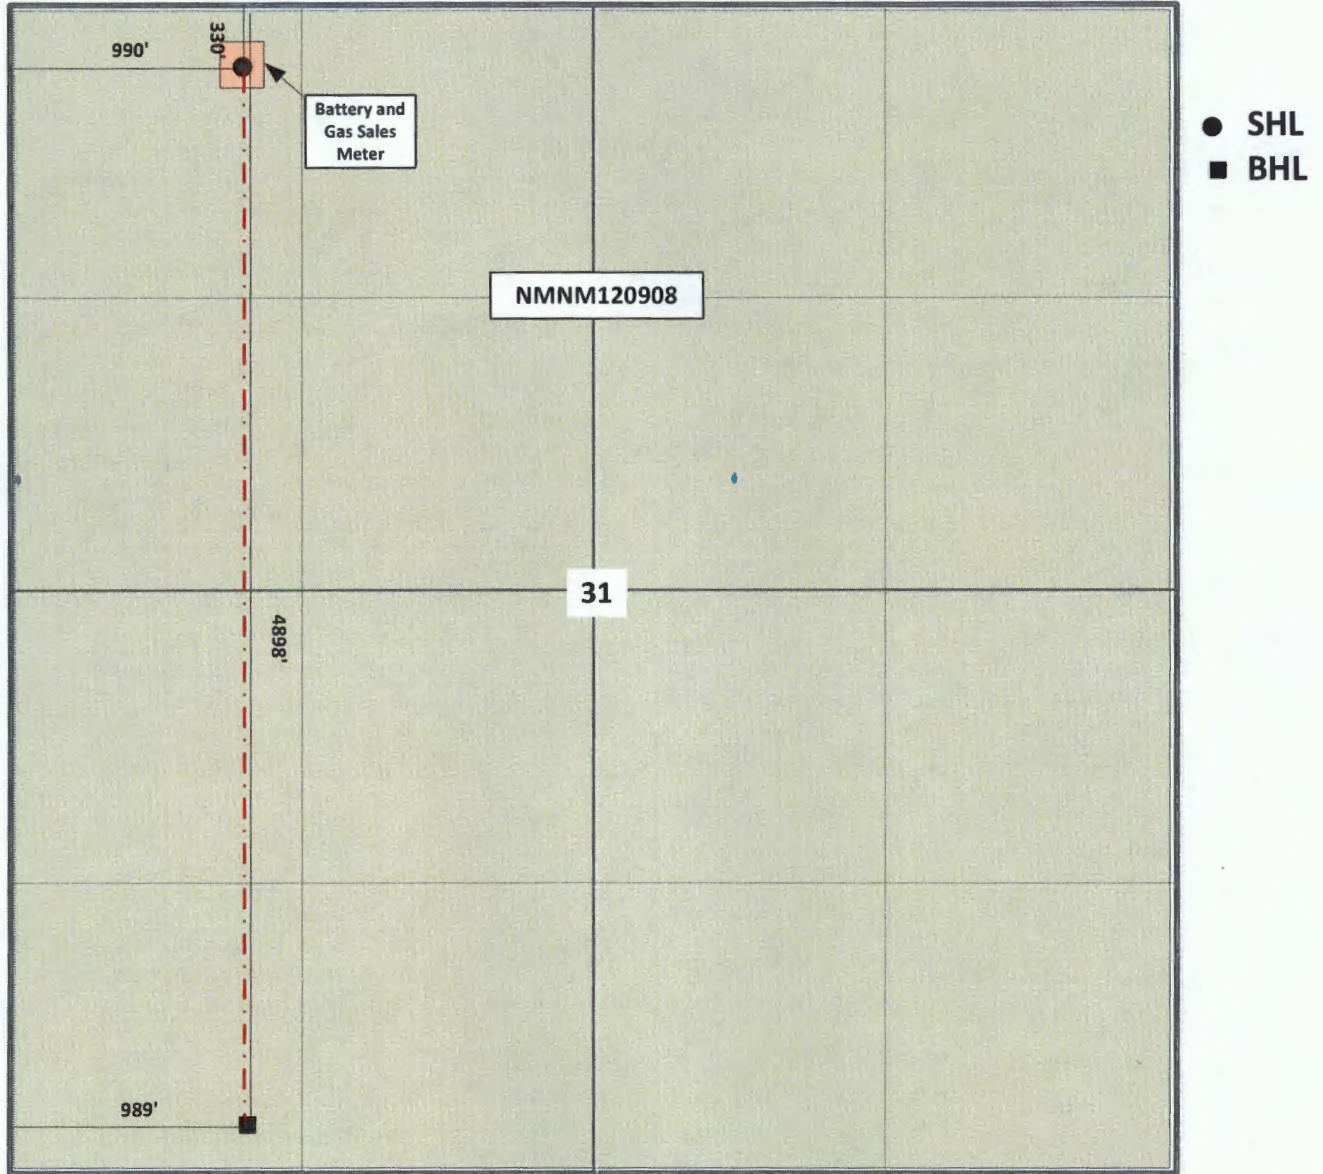 990'
330'
Battery and
Gas Sales
Meter
SHL
BHL
NMNM120908
31
4898'
989'